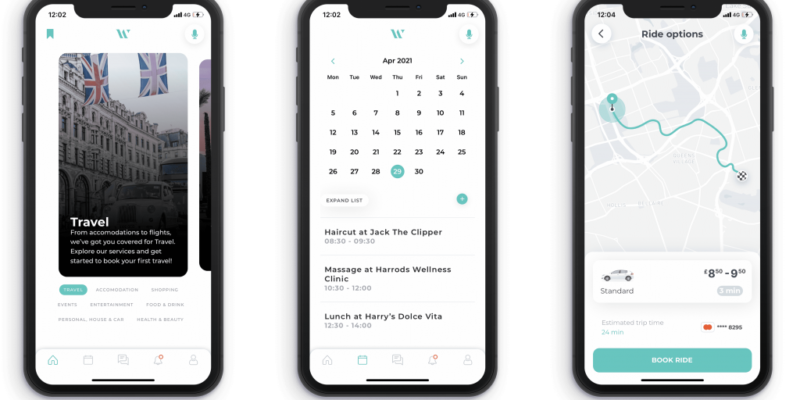 12:02
4G
W
Travel
From accomodations to flights,
we've got you covered for Travel.
Explore our services and get
started to book your first travel!
TRAVEL ACCOMODATION SHOPPING
EVENTS ENTERTAINMENT FOOD & DRINK
PERSONAL, HOUSE & CAR HEALTH & BEAUTY
12:02
4G
W
Apr 2021
Mon Tue Wed Thu Fri Sat Sun
1 2 3 4
5 6 7 8 9 10 11
12 13 14 15 16 17 18
19 20 21 22 23 24 25
26 27 28 29 30
EXPAND LIST
+
Haircut at Jack The Clipper
08:30 - 09:30
Massage at Harrods Wellness
Clinic
10:30 - 12:00
Lunch at Harry's Dolce Vita
12:30 - 14:00
12:04
4G
Ride options
£850 - 950
Standard
3 min
Estimated trip time
24 min
**** 8295
BOOK RIDE